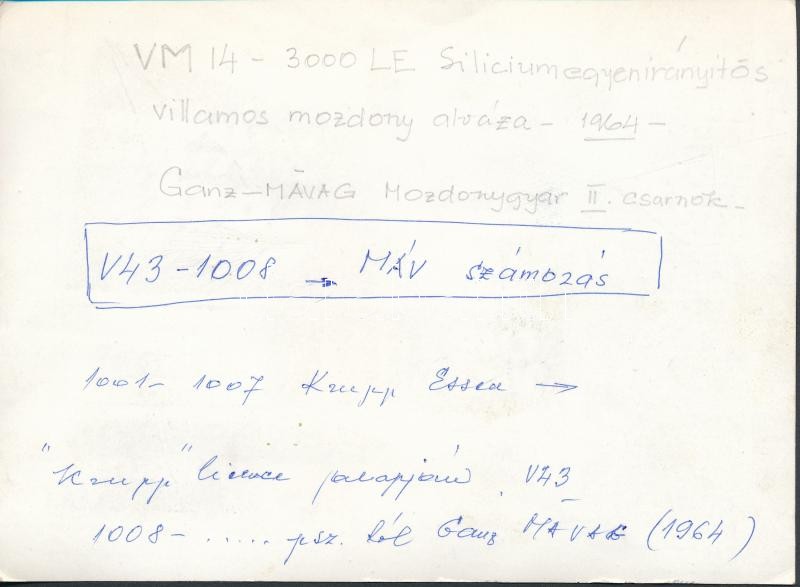 VM 14 - 3000 LE Siliciumegyenirányitós
villamos mozdony alváza - 1964 -
Ganz-MÁVAG Mozdonygyár II. csarnok -
V43-1008 → MÁV számozás
1001- 1007 Krupp Essen →
"Krupp" licence alapján V43
1008- ..... psz. tól Ganz MÁVAG (1964)